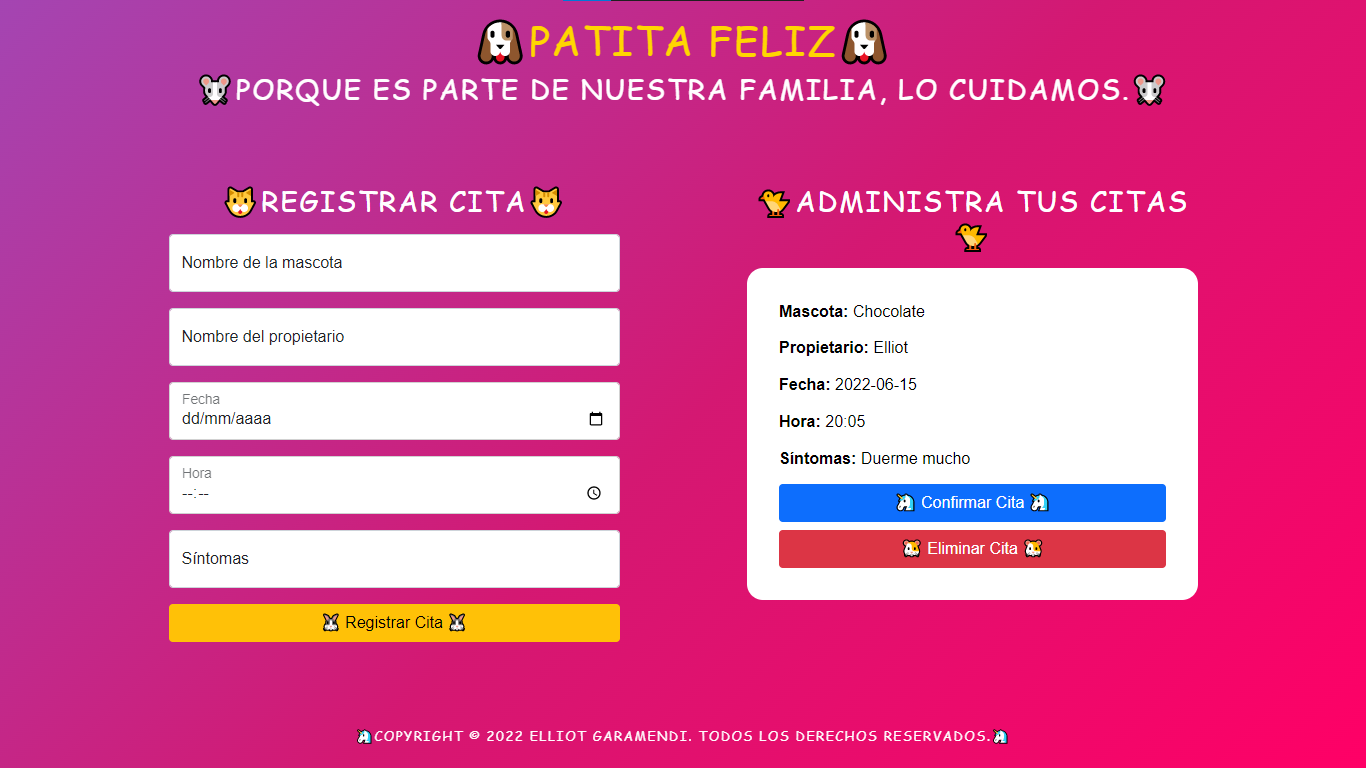 PATITA FELIZ
PORQUE ES PARTE DE NUESTRA FAMILIA, LO CUIDAMOS.
REGISTRAR CITA
Nombre de la mascota
Nombre del propietario
Fecha
dd/mm/aaaa
Hora
--:--
Síntomas
Registrar Cita
ADMINISTRA TUS CITAS
Mascota: Chocolate
Propietario: Elliot
Fecha: 2022-06-15
Hora: 20:05
Síntomas: Duerme mucho
Confirmar Cita
Eliminar Cita
COPYRIGHT © 2022 ELLIOT GARAMENDI. TODOS LOS DERECHOS RESERVADOS.